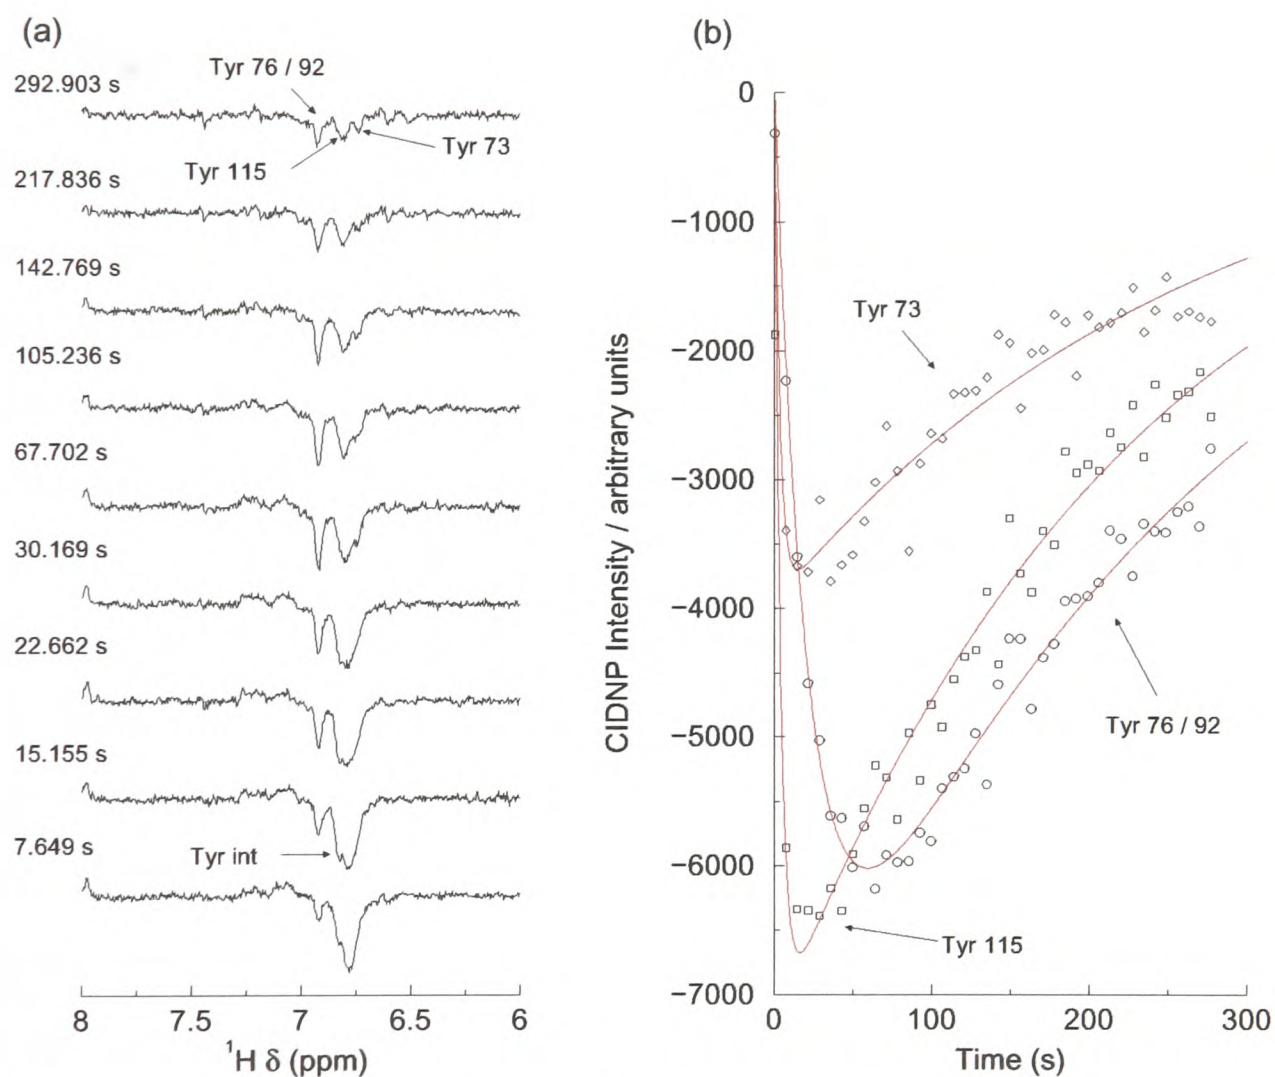 (a)
292.903 s
Tyr 76 / 92
Tyr 73
Tyr 115
217.836 s
142.769 s
105.236 s
67.702 s
30.169 s
22.662 s
15.155 s
7.649 s
Tyr int
8 7.5 7 6.5 6
¹H δ (ppm)
(b)
CIDNP Intensity / arbitrary units
0
−1000
−2000
−3000
−4000
−5000
−6000
−7000
Tyr 73
Tyr 76 / 92
Tyr 115
0 100 200 300
Time (s)